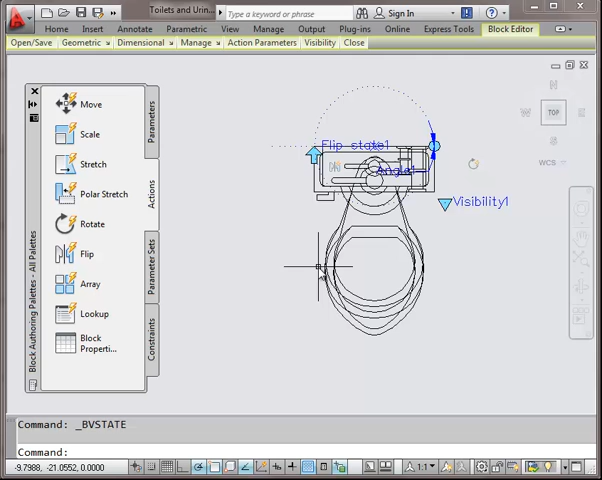 Toilets and Urin...
Type a keyword or phrase
Sign In
Home
Insert
Annotate
Parametric
View
Manage
Output
Plug-ins
Online
Express Tools
Block Editor
Open/Save
Geometric
Dimensional
Manage
Action Parameters
Visibility
Close
Block Authoring Palettes - All Palettes
Move
Scale
Stretch
Polar Stretch
Rotate
Flip
Array
Lookup
Block
Properti...
Parameters
Actions
Parameter Sets
Constraints
Flip state1
Angle1
Visibility1
N
W
TOP
E
S
WCS
Command: _BVSTATE
Command:
-9.7988, -21.0552, 0.0000
1:1